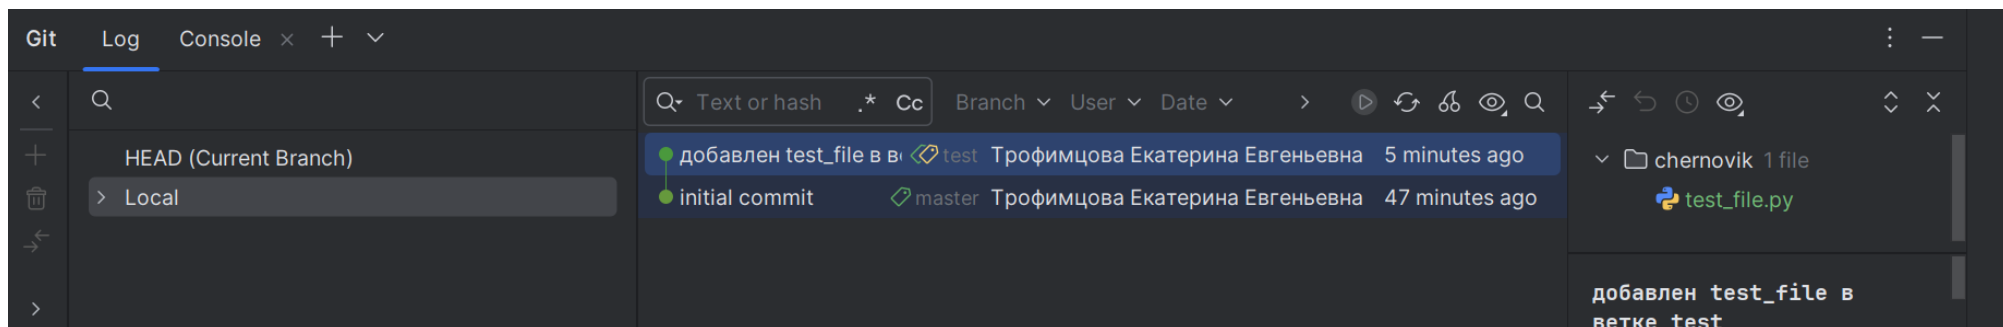 Git Log Console
Text or hash .* Cc Branch User Date
HEAD (Current Branch)
Local
добавлен test_file в в test Трофимцова Екатерина Евгеньевна 5 minutes ago
initial commit master Трофимцова Екатерина Евгеньевна 47 minutes ago
chernovik 1 file
test_file.py
добавлен test_file в
ветке test